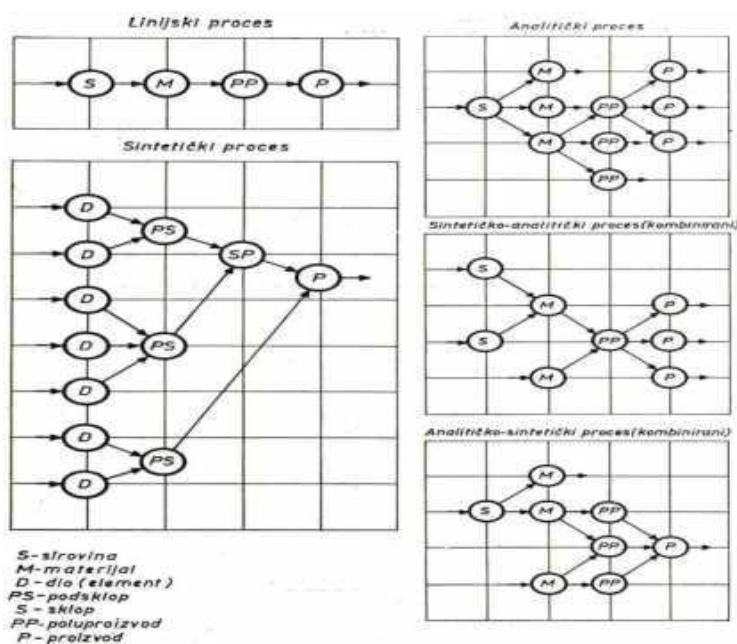 Linijski proces
S M PP P
Sintetički proces
D
D
D
D
D
D
D
PS
PS
PS
SP
P
S-sirovina
M-materijal
D-dio (element)
PS-podsklop
S-sklop
PP-poluproizvod
P-proizvod
Analitički proces
M P
S M PP P
M PP P
PP
Sintetičko-analitički proces(kombinirani)
S
M P
S PP P
M P
Analitičko-sintetički proces(kombinirani)
M
S M PP
PP P
M PP